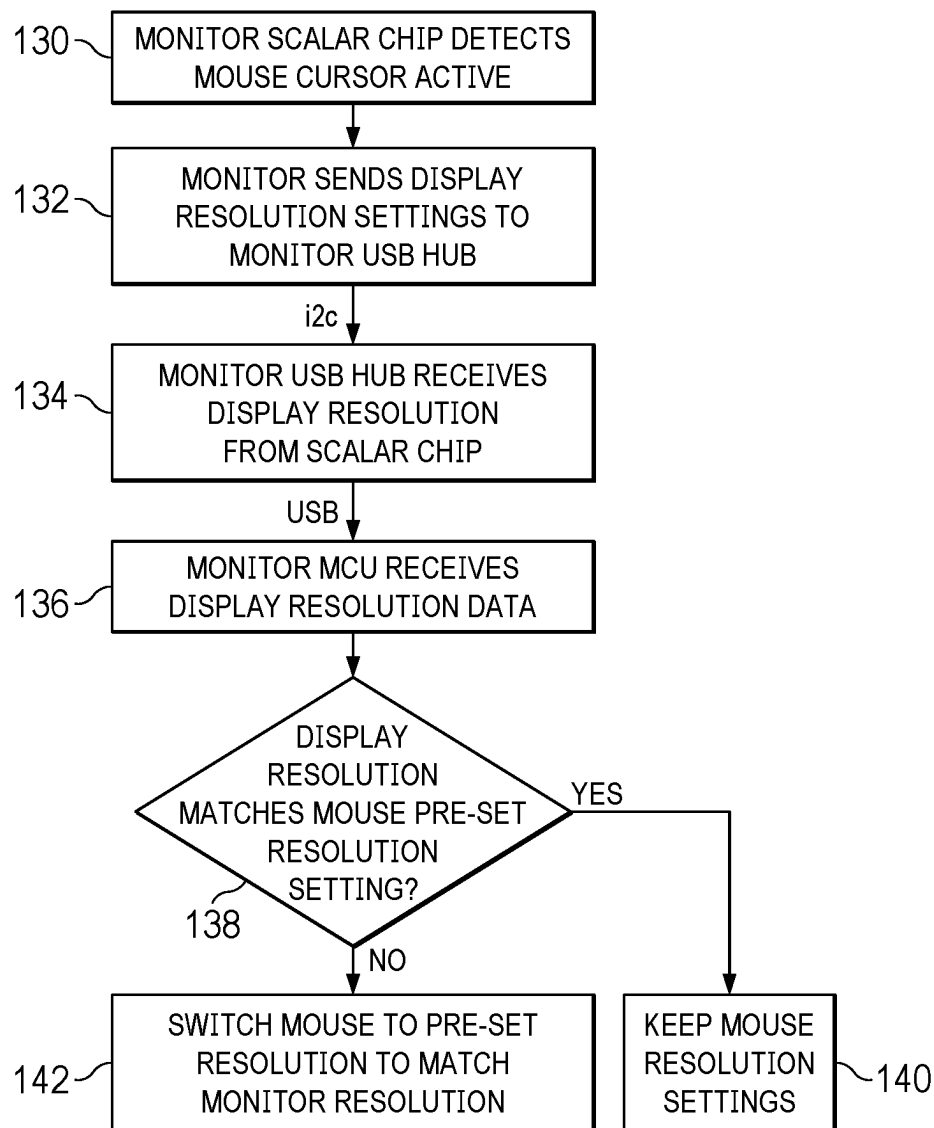 130
MONITOR SCALAR CHIP DETECTS
MOUSE CURSOR ACTIVE
132
MONITOR SENDS DISPLAY
RESOLUTION SETTINGS TO
MONITOR USB HUB
i2c
134
MONITOR USB HUB RECEIVES
DISPLAY RESOLUTION
FROM SCALAR CHIP
USB
136
MONITOR MCU RECEIVES
DISPLAY RESOLUTION DATA
DISPLAY
RESOLUTION
MATCHES MOUSE PRE-SET
RESOLUTION
SETTING?
138
YES
NO
142
SWITCH MOUSE TO PRE-SET
RESOLUTION TO MATCH
MONITOR RESOLUTION
KEEP MOUSE
RESOLUTION
SETTINGS
140